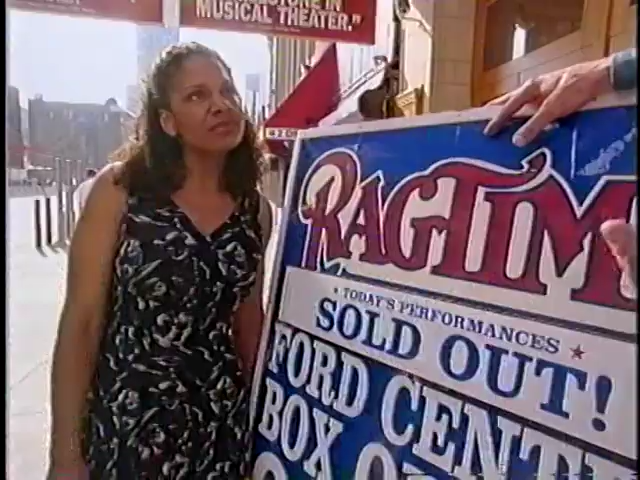 MUSICAL THEATER."
RAGTIM
★ TODAY'S PERFORMANCES ★
SOLD OUT!
FORD CENT
BOX O